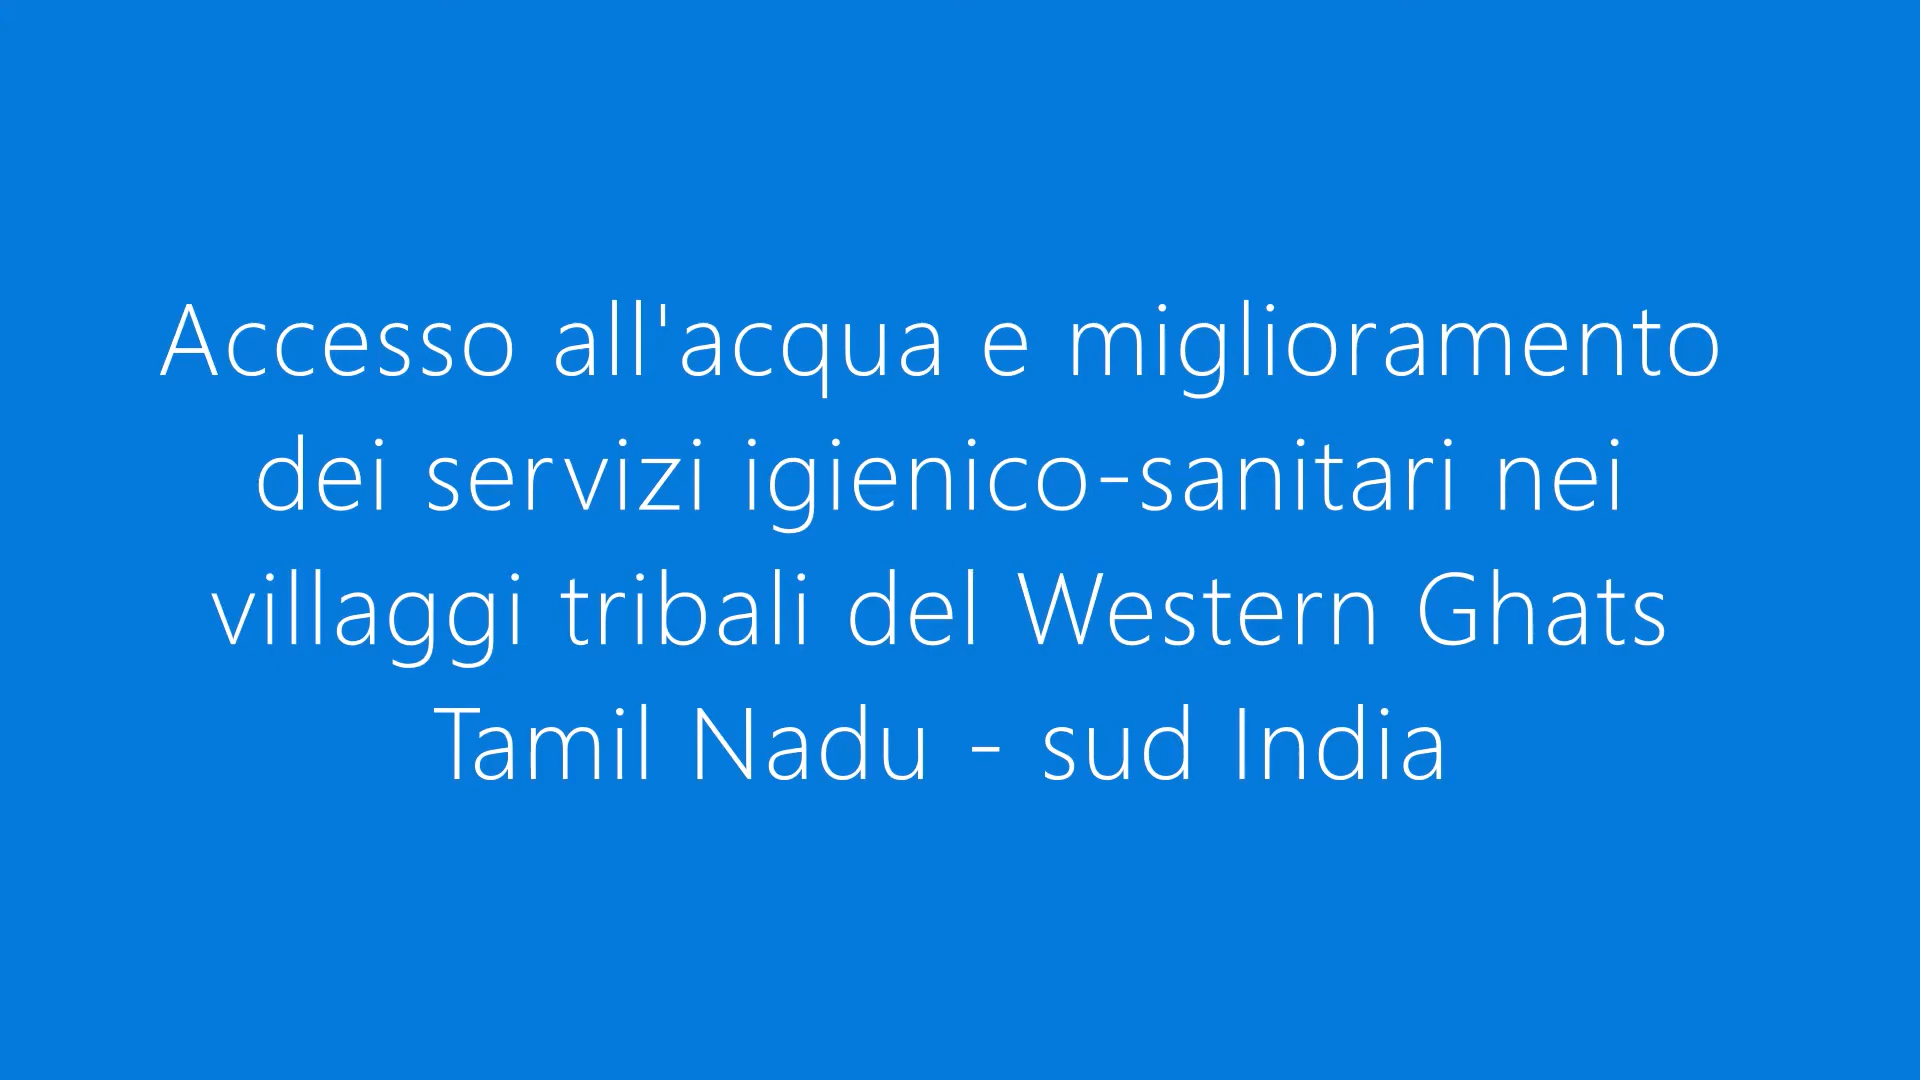 Accesso all'acqua e miglioramento
dei servizi igienico-sanitari nei
villaggi tribali del Western Ghats
Tamil Nadu - sud India